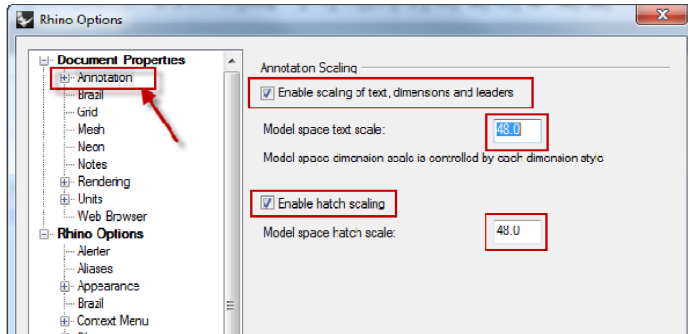 Rhino Options
Document Properties
Annotation
Brazil
Grid
Mesh
Neon
Notes
Rendering
Units
Web Browser
Rhino Options
Alerter
Aliases
Appearance
Brazil
Context Menu
Annotation Scaling
Enable scaling of text, dimensions and leaders
Model space text scale: 48.0
Model space dimension scale is controlled by each dimension style
Enable hatch scaling
Model space hatch scale: 48.0